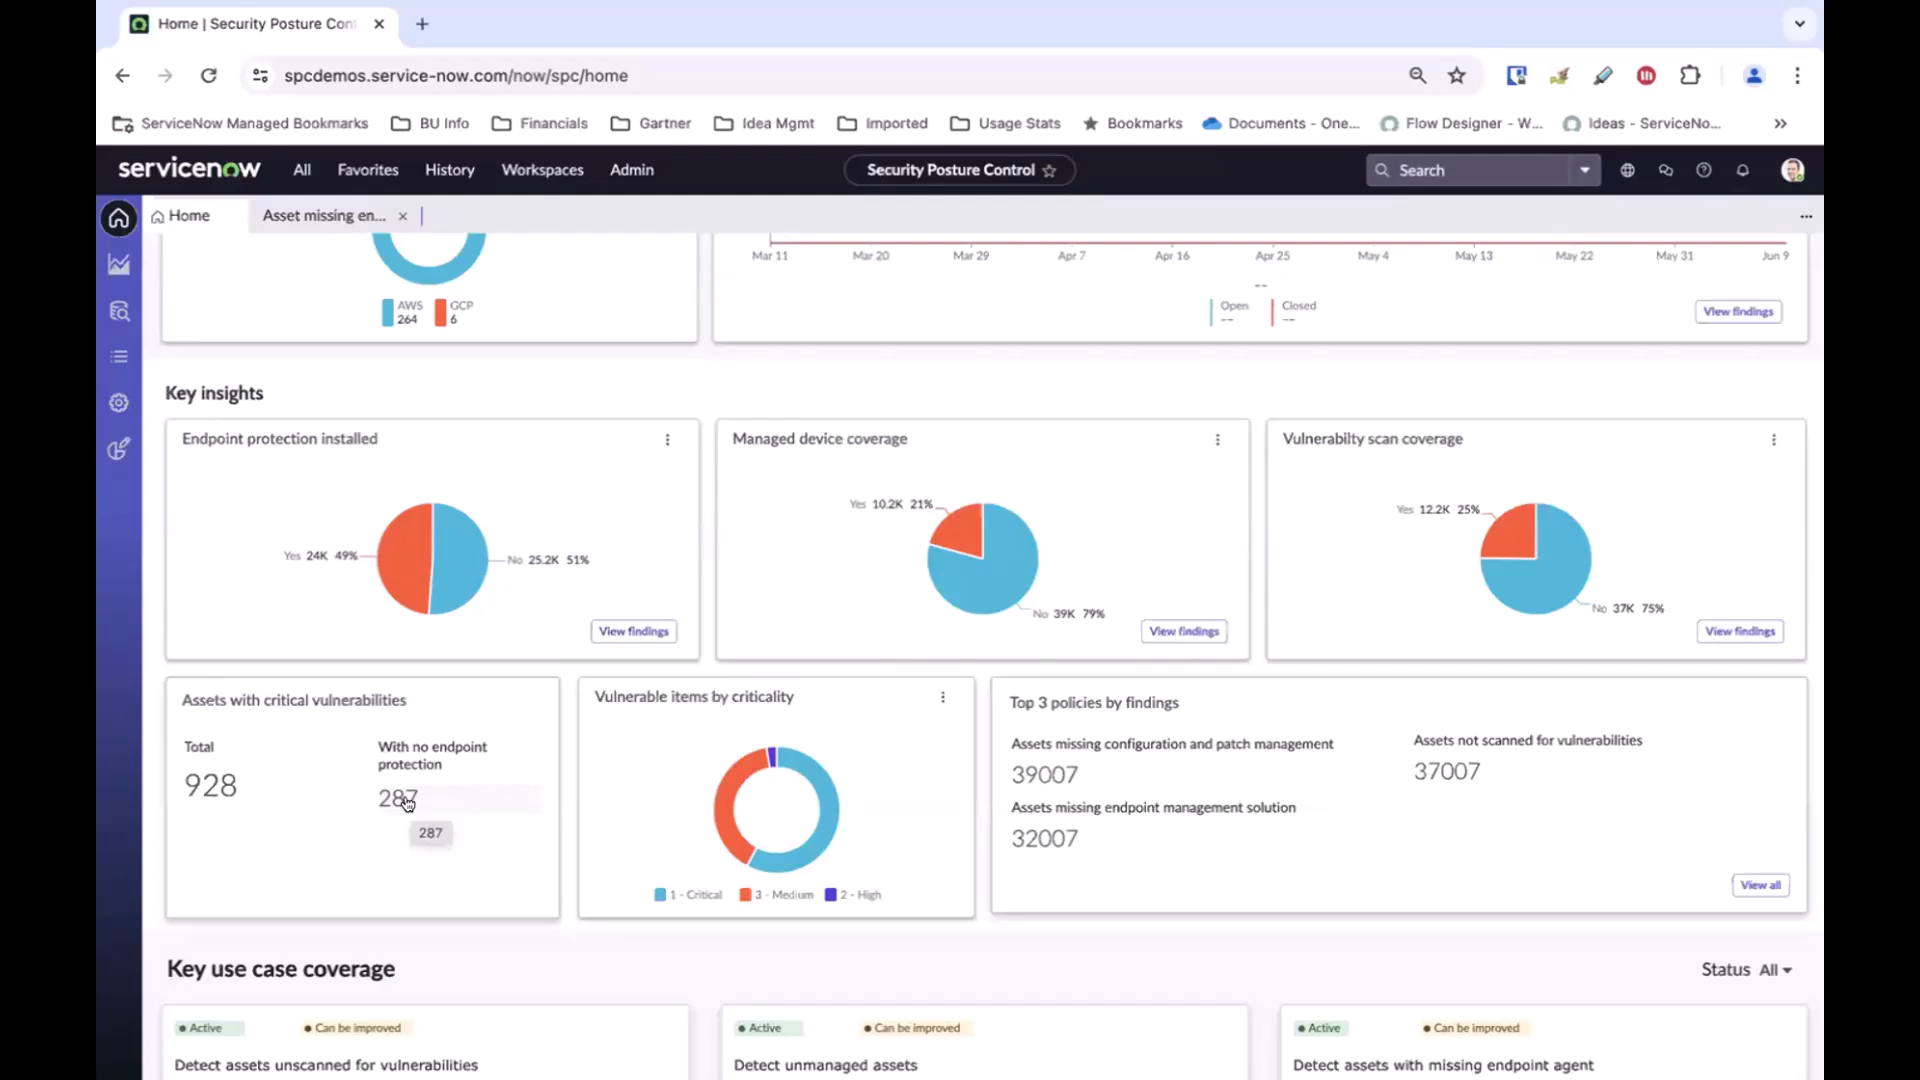 Home | Security Posture Con
spcdemos.service-now.com/now/spc/home
ServiceNow Managed Bookmarks
BU Info
Financials
Gartner
Idea Mgmt
Imported
Usage Stats
Bookmarks
Documents - One...
Flow Designer - W...
Ideas - ServiceNo...
servicenow
All
Favorites
History
Workspaces
Admin
Security Posture Control
Search
Home
Asset missing en...
AWS
264
GCP
6
Mar 11
Mar 20
Mar 29
Apr 7
Apr 16
Apr 25
May 4
May 13
May 22
May 31
Jun 9
--
Open
--
Closed
--
View findings
Key insights
Endpoint protection installed
Yes 24K 49%
No 25.2K 51%
View findings
Managed device coverage
Yes 10.2K 21%
No 39K 79%
View findings
Vulnerabilty scan coverage
Yes 12.2K 25%
No 37K 75%
View findings
Assets with critical vulnerabilities
Total
928
With no endpoint
protection
287
287
Vulnerable items by criticality
1 - Critical
3 - Medium
2 - High
Top 3 policies by findings
Assets missing configuration and patch management
39007
Assets not scanned for vulnerabilities
37007
Assets missing endpoint management solution
32007
View all
Key use case coverage
Status All
Active
Can be improved
Detect assets unscanned for vulnerabilities
Active
Can be improved
Detect unmanaged assets
Active
Can be improved
Detect assets with missing endpoint agent